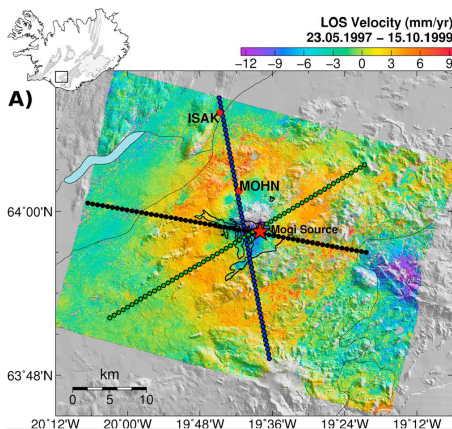 LOS Velocity (mm/yr)
23.05.1997 – 15.10.1999
−12 −9 −6 −3 0 3 6 9
A)
ISAK
MOHN
64°00'N
Mogi Source
63°48'N
km
0 5 10
20°12'W 20°00'W 19°48'W 19°36'W 19°24'W 19°12'W